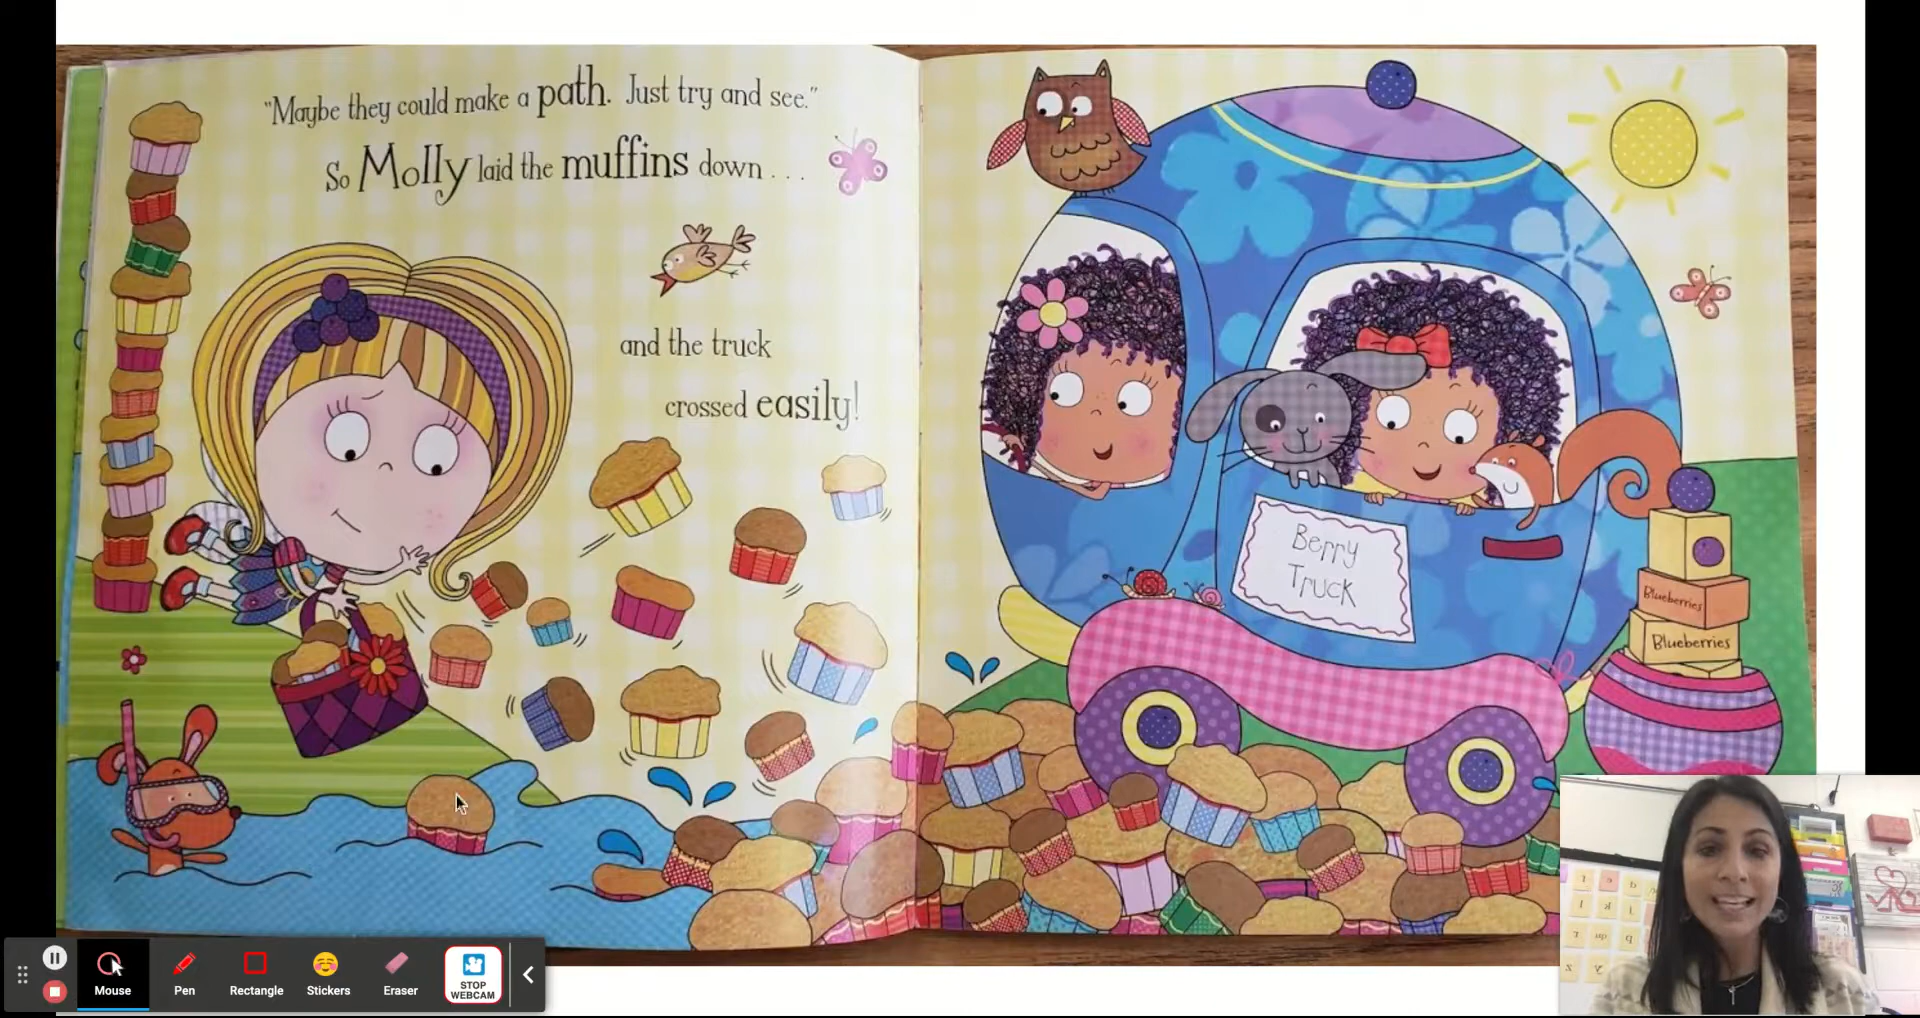 "Maybe they could make a path. Just try and see."
So Molly laid the muffins down . . .
and the truck
crossed easily!
Berry
Truck
Blueberries
Blueberries
Mouse
Pen
Rectangle
Stickers
Eraser
STOP
WEBCAM